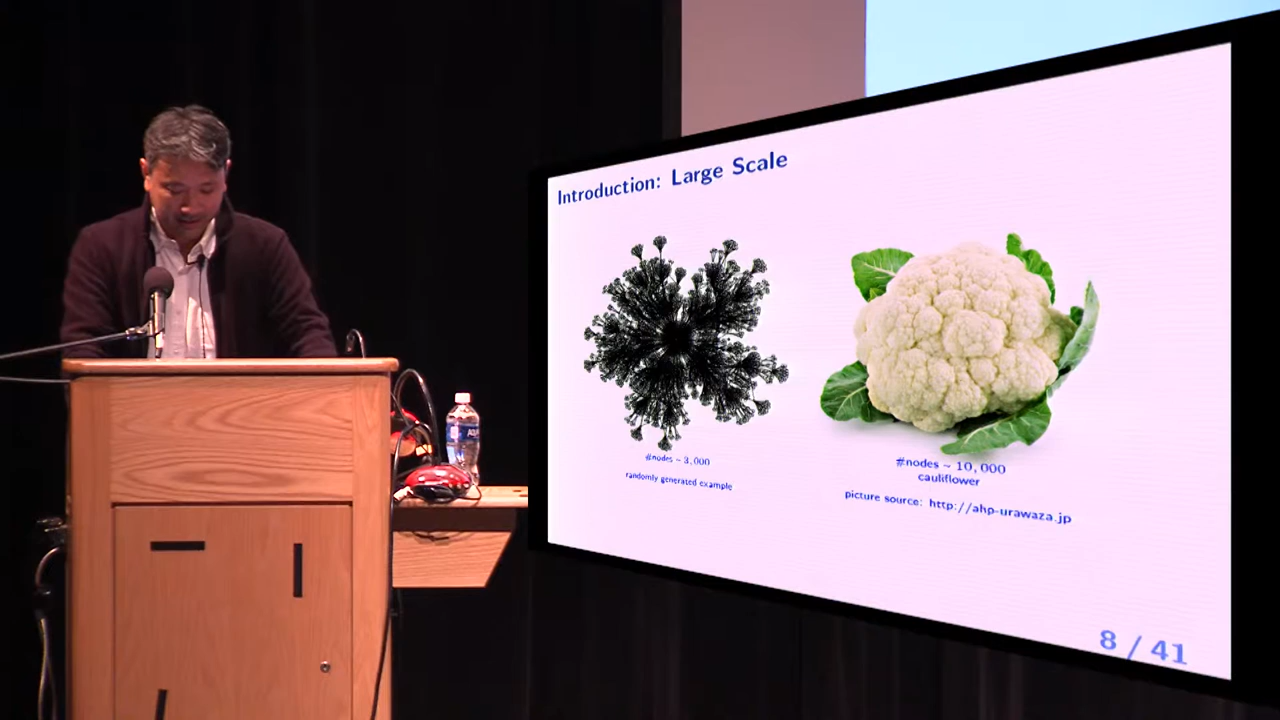 Introduction: Large Scale
#nodes ~ 3,000
randomly generated example
#nodes ~ 10,000
cauliflower
picture source: http://ahp-urawaza.jp
8 / 41